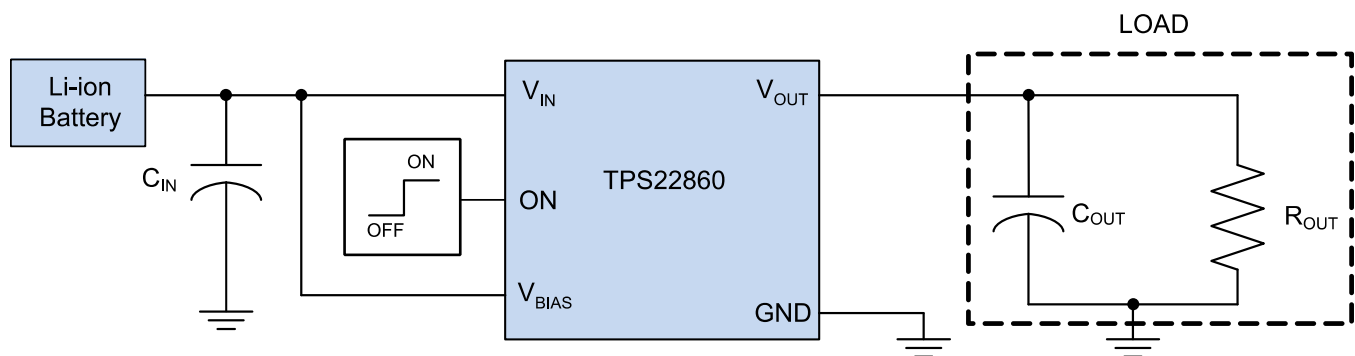 LOAD
Li-ion
Battery
V_IN
V_OUT
C_IN
ON
OFF
ON
TPS22860
C_OUT
R_OUT
V_BIAS
GND